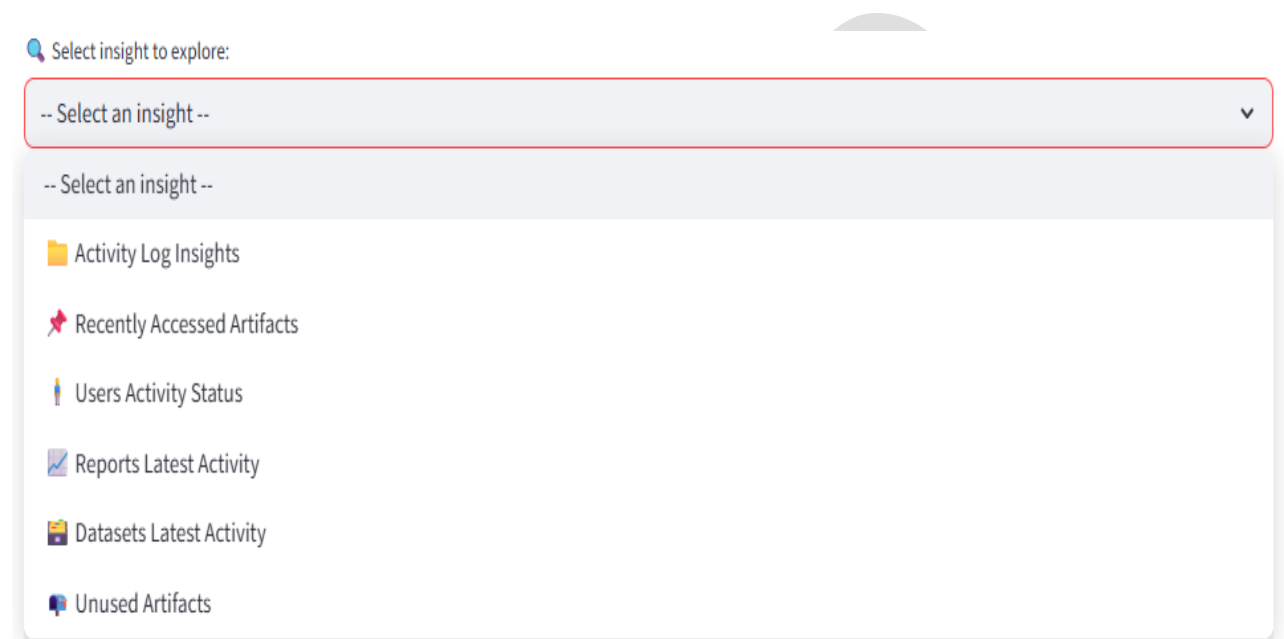 Select insight to explore:
-- Select an insight --
-- Select an insight --
Activity Log Insights
Recently Accessed Artifacts
Users Activity Status
Reports Latest Activity
Datasets Latest Activity
Unused Artifacts